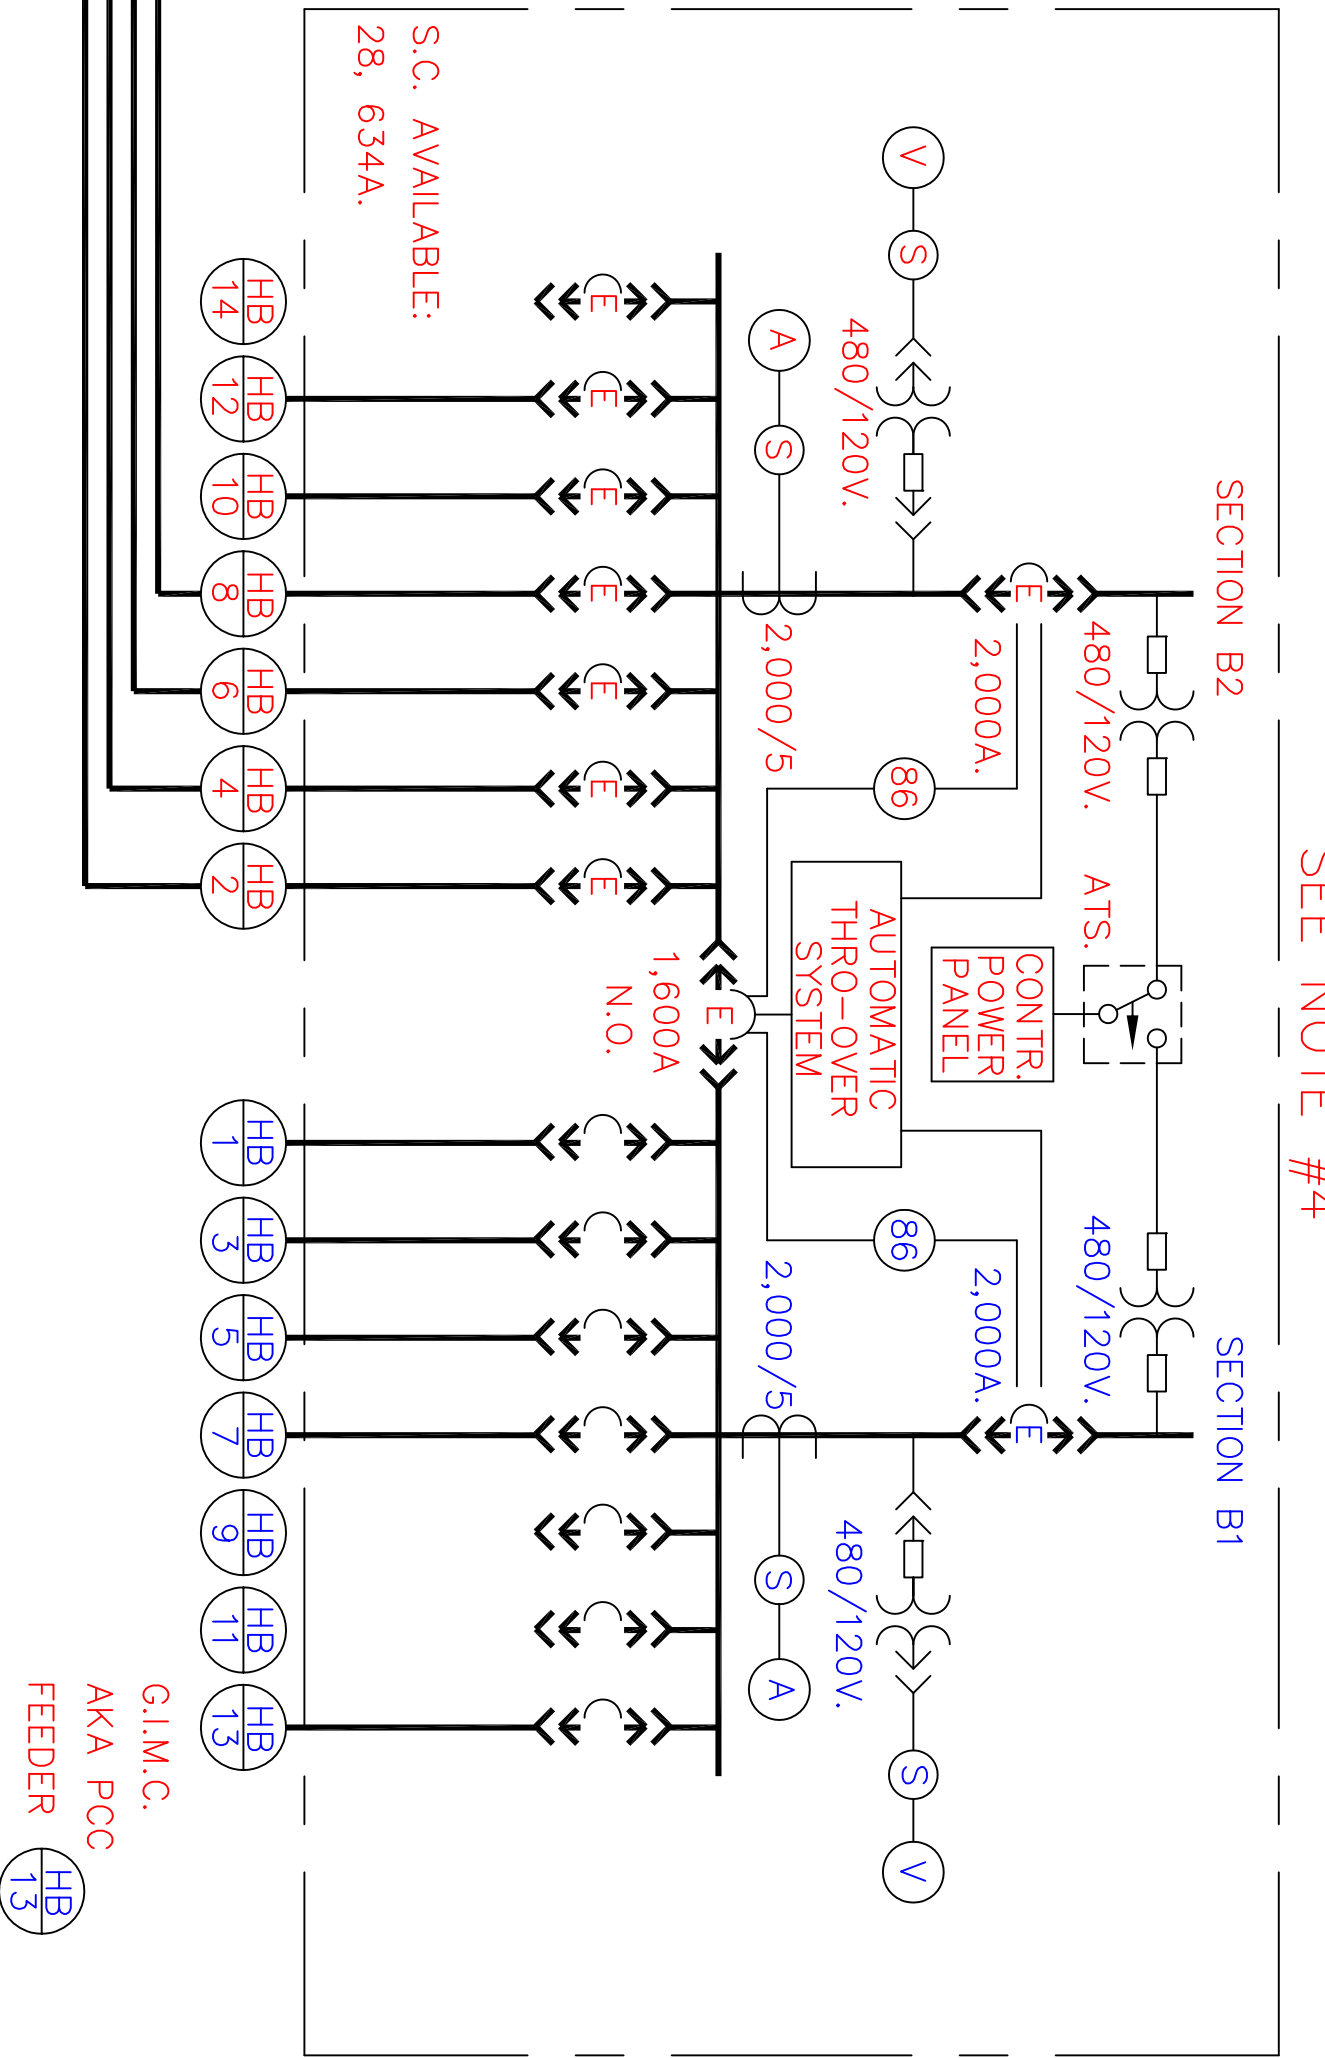 SEE NOTE #4
SECTION B2
SECTION B1
480/120V.
ATS.
480/120V.
E
2,000A.
CONTR.
POWER
PANEL
2,000A.
E
V
S
480/120V.
86
AUTOMATIC
THRO-OVER
SYSTEM
86
480/120V.
S
V
A
S
2,000/5
2,000/5
S
A
E
1,600A
N.O.
E
E
E
E
E
E
E
S.C. AVAILABLE:
28, 634A.
HB
14
HB
12
HB
10
HB
8
HB
6
HB
4
HB
2
HB
1
HB
3
HB
5
HB
7
HB
9
HB
11
HB
13
G.I.M.C.
AKA PCC
FEEDER
HB
13